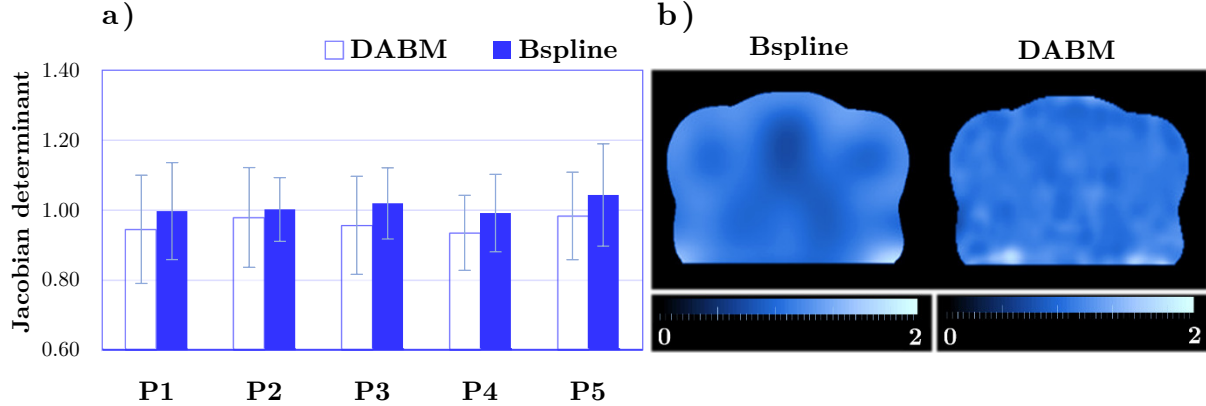 a)
DABM Bspline
Jacobian determinant
1.40
1.20
1.00
0.80
0.60
P1 P2 P3 P4 P5
b)
Bspline DABM
0 2 0 2